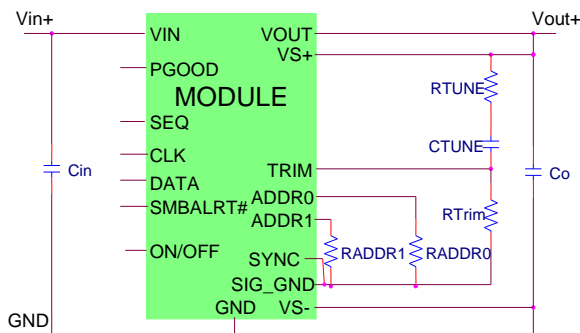 Vin+
Vout+
VIN
VOUT
VS+
PGOOD
RTUNE
MODULE
SEQ
CTUNE
CLK
Cin
TRIM
Co
DATA
ADDR0
SMBALRT#
ADDR1
RTrim
ON/OFF
SYNC
RADDR1
RADDR0
SIG_GND
GND
GND
VS-